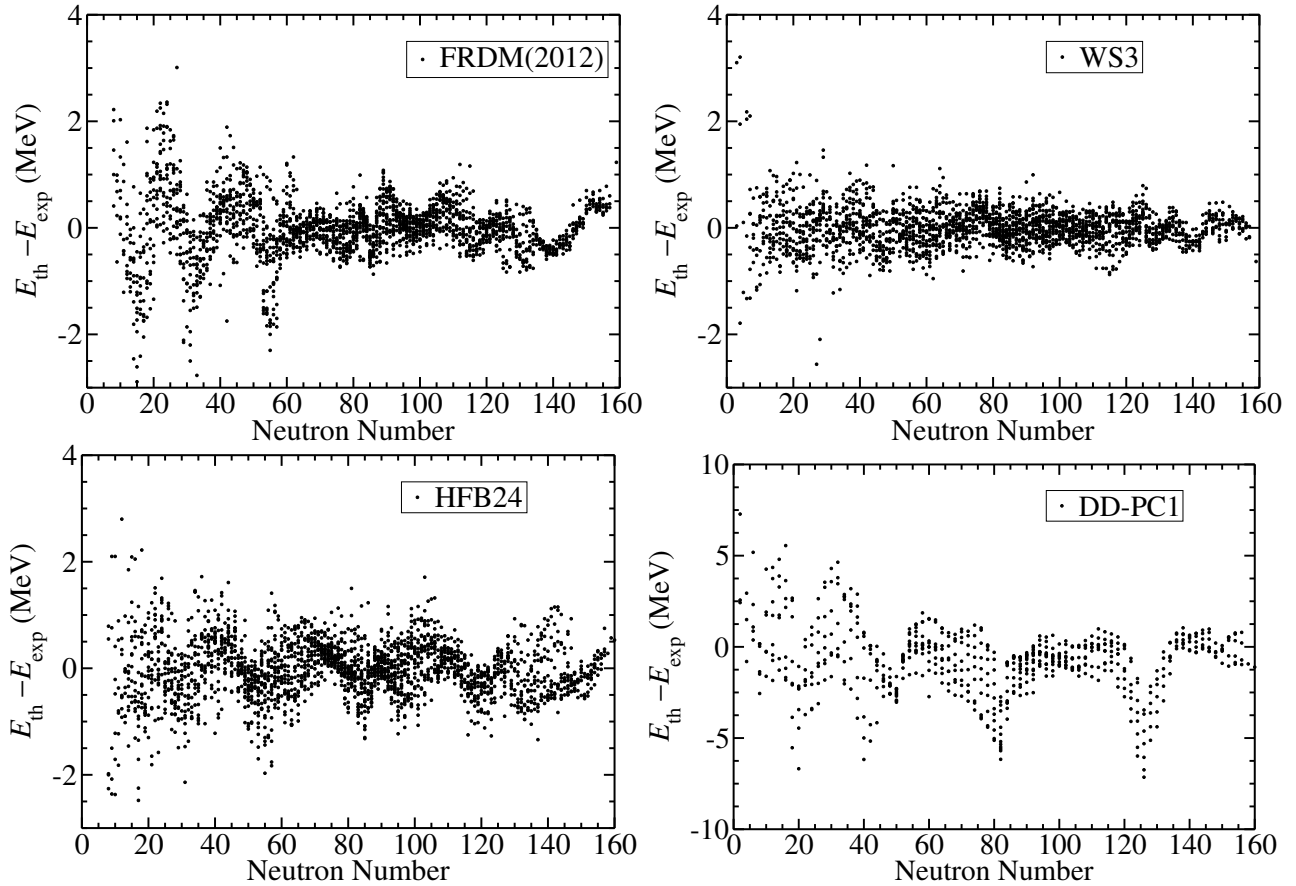 4
2
0
-2
E_th − E_exp (MeV)
FRDM(2012)
0 20 40 60 80 100 120 140 160
Neutron Number
4
2
0
-2
E_th − E_exp (MeV)
WS3
0 20 40 60 80 100 120 140 160
Neutron Number
4
2
0
-2
E_th − E_exp (MeV)
HFB24
0 20 40 60 80 100 120 140 160
Neutron Number
10
5
0
-5
-10
E_th − E_exp (MeV)
DD-PC1
0 20 40 60 80 100 120 140 160
Neutron Number